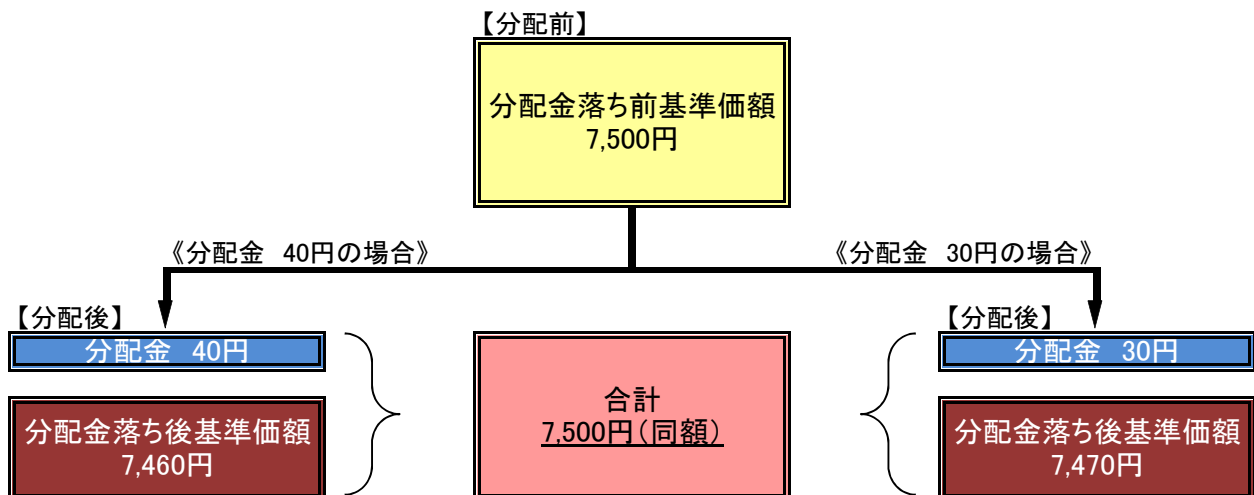 【分配前】
分配金落ち前基準価額
7,500円
《分配金　40円の場合》
《分配金　30円の場合》
【分配後】
分配金　40円
分配金落ち後基準価額
7,460円
合計
7,500円（同額）
【分配後】
分配金　30円
分配金落ち後基準価額
7,470円